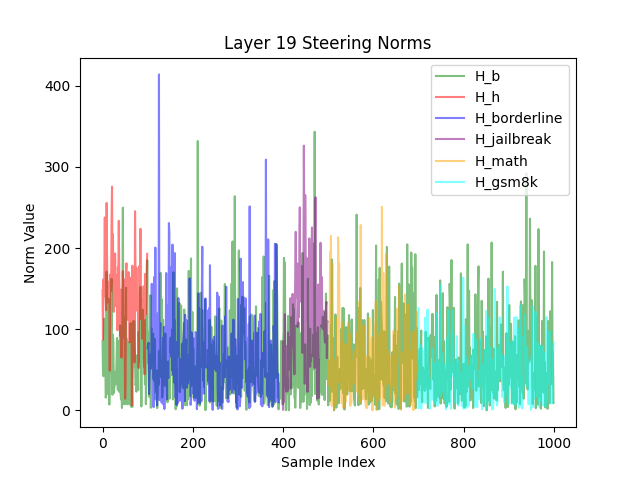 Layer 19 Steering Norms
Norm Value
400
300
200
100
0
0
200
400
600
800
1000
Sample Index
H_b
H_h
H_borderline
H_jailbreak
H_math
H_gsm8k